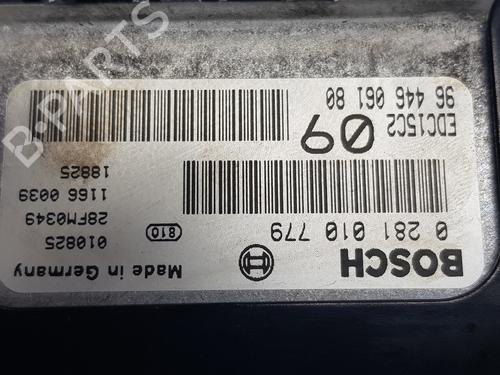 BOSCH
Made in Germany
0 281 010 779
810
010825
28FM0349
1166 0039
18825
09
EDC15C2
96 446 061 80
B-PARTS